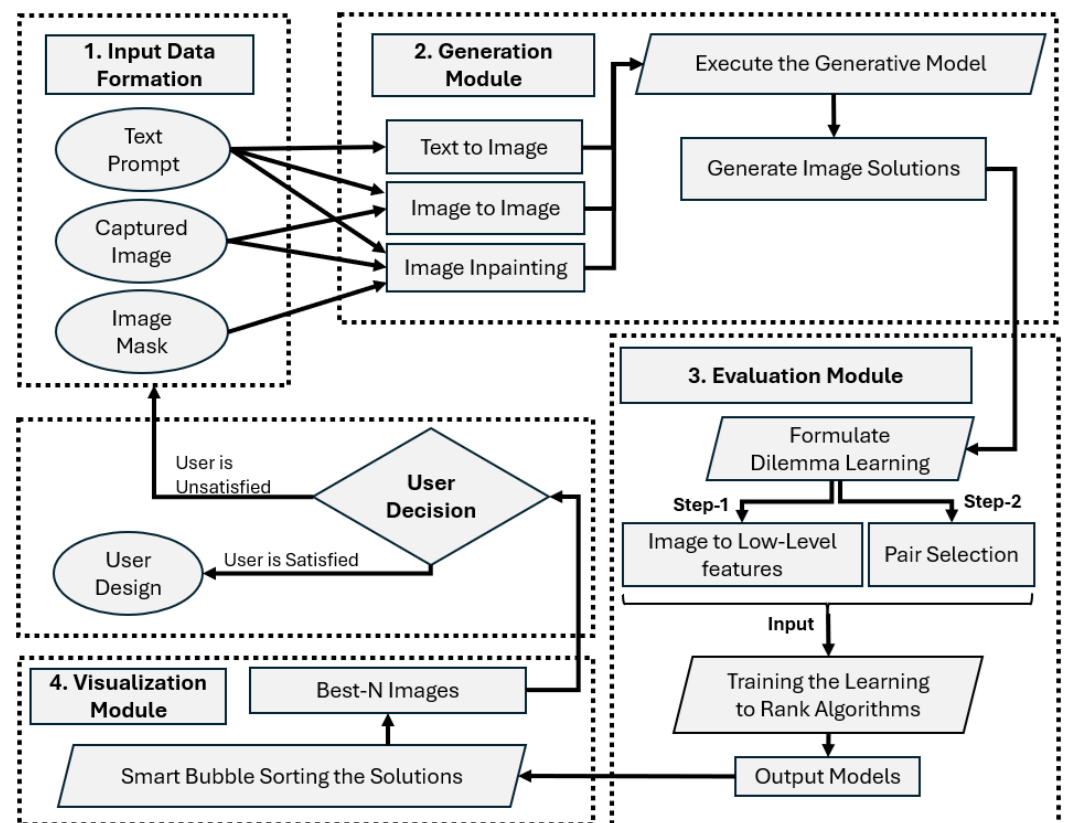 1. Input Data
Formation
Text
Prompt
Captured
Image
Image
Mask
2. Generation
Module
Text to Image
Image to Image
Image Inpainting
Execute the Generative Model
Generate Image Solutions
3. Evaluation Module
Formulate
Dilemma Learning
Step-1
Step-2
Image to Low-Level
features
Pair Selection
Input
Training the Learning
to Rank Algorithms
Output Models
4. Visualization
Module
Smart Bubble Sorting the Solutions
Best-N Images
User
Decision
User is
Unsatisfied
User is Satisfied
User
Design